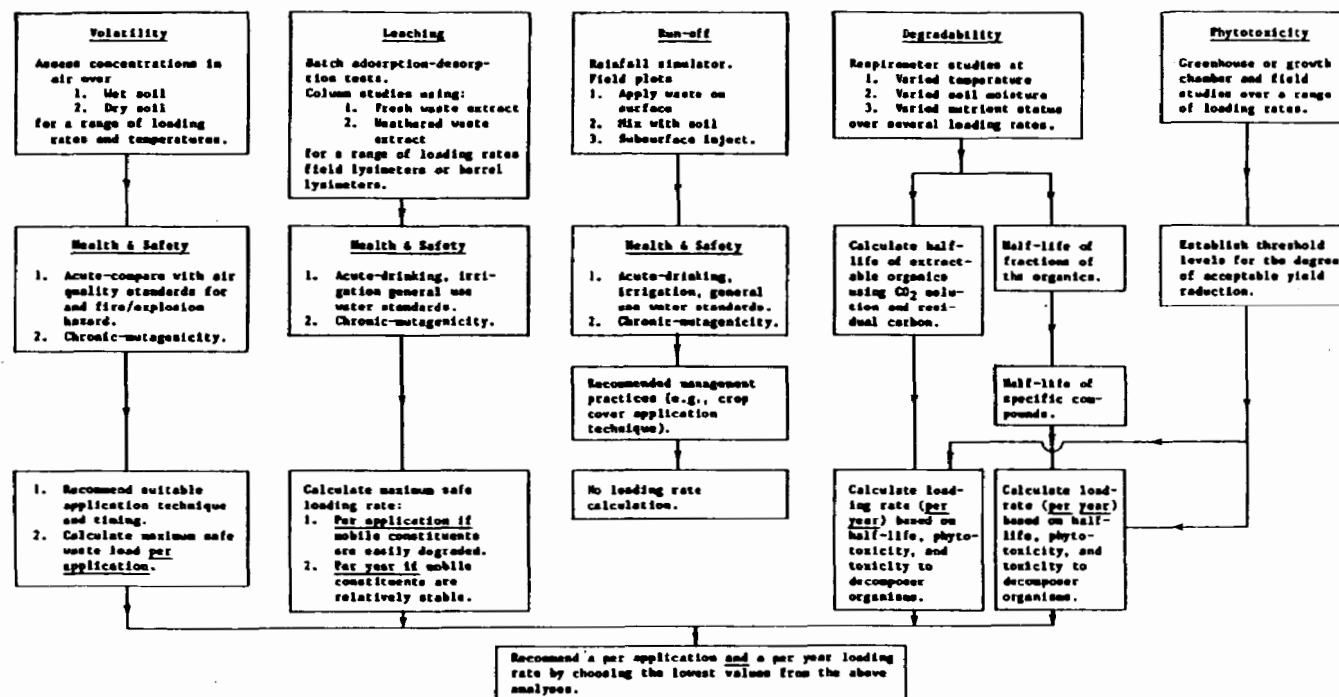 Volatility
Assess concentrations in
air over
1. Wet soil
2. Dry soil
for a range of loading
rates and temperatures.
Leaching
Batch adsorption-desorp-
tion tests.
Column studies using:
1. Fresh waste extract
2. Weathered waste
extract
for a range of loading rates
field lysimeters or barrel
lysimeters.
Run-off
Rainfall simulator.
Field plots
1. Apply waste on
surface
2. Mix with soil
3. Subsurface inject.
Degradability
Respirometer studies at
1. Varied temperature
2. Varied soil moisture
3. Varied nutrient status
over several loading rates.
Phytotoxicity
Greenhouse or growth
chamber and field
studies over a range
of loading rates.
Health & Safety
1. Acute-compare with air
quality standards for
and fire/explosion
hazard.
2. Chronic-mutagenicity.
Health & Safety
1. Acute-drinking, irri-
gation general use
water standards.
2. Chronic-mutagenicity.
Health & Safety
1. Acute-drinking,
irrigation, general
use water standards.
2. Chronic-mutagenicity.
Calculate half-
life of extract-
able organics
using CO₂ solu-
tion and resi-
dual carbon.
Half-life of
fractions of
the organics.
Establish threshold
levels for the degree
of acceptable yield
reduction.
Recommended management
practices (e.g., crop
cover application
technique).
Half-life of
specific com-
pounds.
1. Recommend suitable
application technique
and timing.
2. Calculate maximum safe
waste load per
application.
Calculate maximum safe
loading rate:
1. Per application if
mobile constituents
are easily degraded.
2. Per year if mobile
constituents are
relatively stable.
No loading rate
calculation.
Calculate load-
ing rate (per
year) based on
half-life, phyto-
toxicity, and
toxicity to
decomposer
organisms.
Calculate load-
rate (per year)
based on half-
life, phyto-
toxicity, and
toxicity to
decomposer
organisms.
Recommend a per application and a per year loading
rate by choosing the lowest values from the above
analyses.